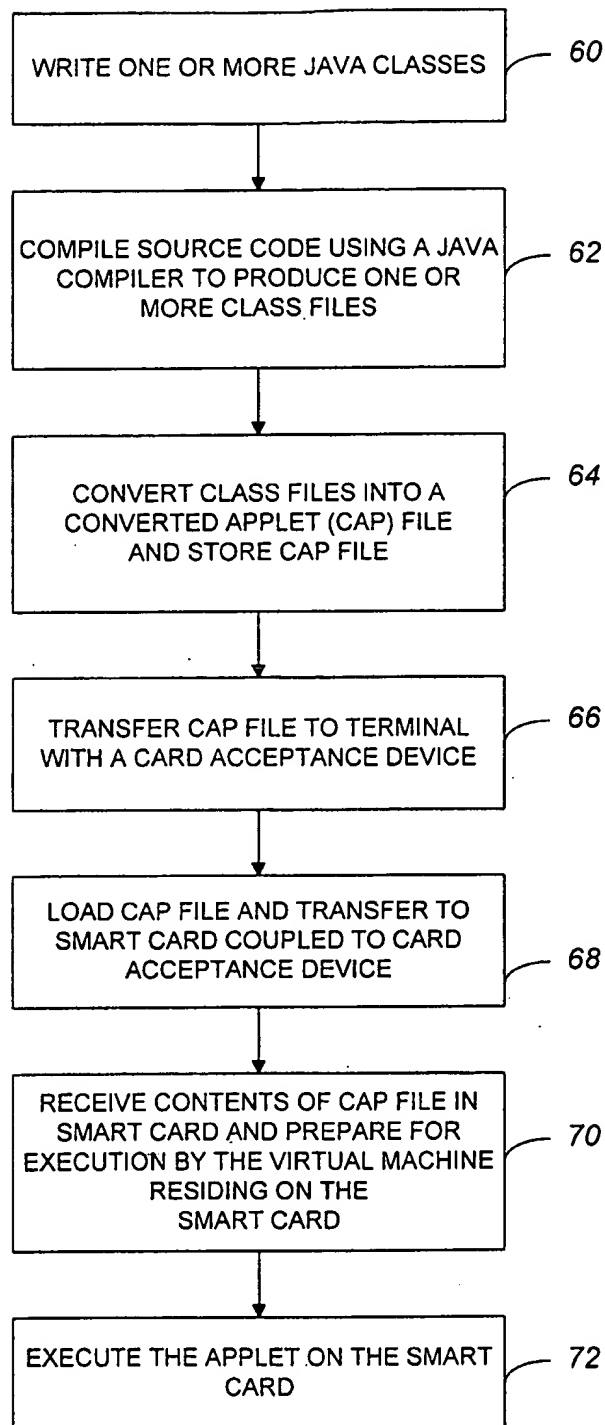 WRITE ONE OR MORE JAVA CLASSES
60
COMPILE SOURCE CODE USING A JAVA
COMPILER TO PRODUCE ONE OR
MORE CLASS FILES
62
CONVERT CLASS FILES INTO A
CONVERTED APPLET (CAP) FILE
AND STORE CAP FILE
64
TRANSFER CAP FILE TO TERMINAL
WITH A CARD ACCEPTANCE DEVICE
66
LOAD CAP FILE AND TRANSFER TO
SMART CARD COUPLED TO CARD
ACCEPTANCE DEVICE
68
RECEIVE CONTENTS OF CAP FILE IN
SMART CARD AND PREPARE FOR
EXECUTION BY THE VIRTUAL MACHINE
RESIDING ON THE
SMART CARD
70
EXECUTE THE APPLET ON THE SMART
CARD
72